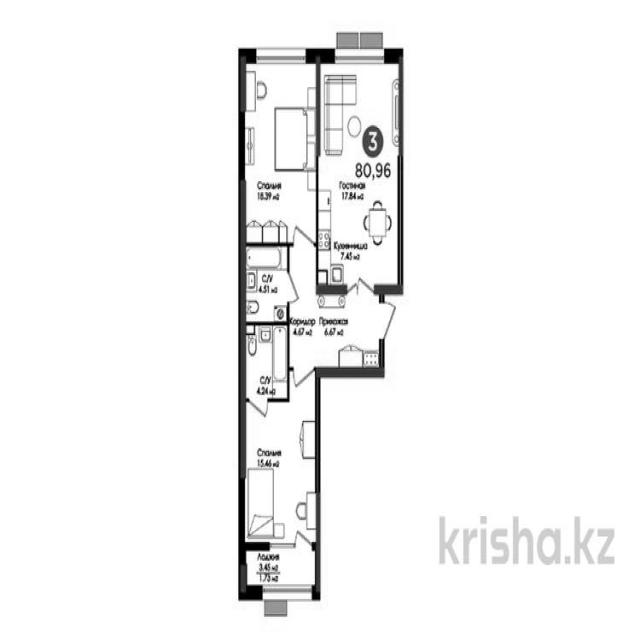 3
80,96
Спальня
18.39 м2
Гостиная
17.84 м2
Кухня-ниша
7.45 м2
С/У
4.51 м2
Коридор
4.67 м2
Прихожая
6.67 м2
С/У
4.24 м2
Спальня
15.46 м2
Лоджия
3.45 м2
1.73 м2
krisha.kz